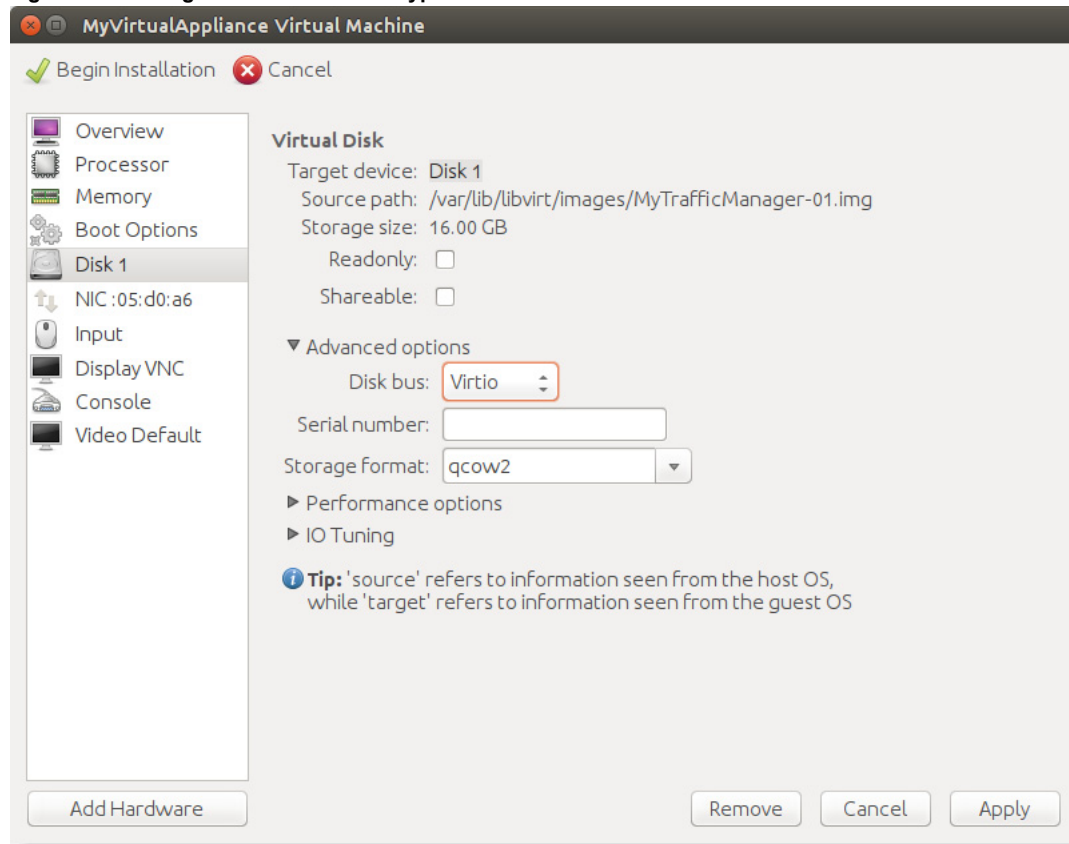 MyVirtualAppliance Virtual Machine
Begin Installation Cancel
Overview
Processor
Memory
Boot Options
Disk 1
NIC :05:d0:a6
Input
Display VNC
Console
Video Default
Add Hardware
Virtual Disk
Target device: Disk 1
Source path: /var/lib/libvirt/images/MyTrafficManager-01.img
Storage size: 16.00 GB
Readonly:
Shareable:
Advanced options
Disk bus: Virtio
Serial number:
Storage format: qcow2
Performance options
IO Tuning
Tip: 'source' refers to information seen from the host OS,
while 'target' refers to information seen from the guest OS
Remove Cancel Apply